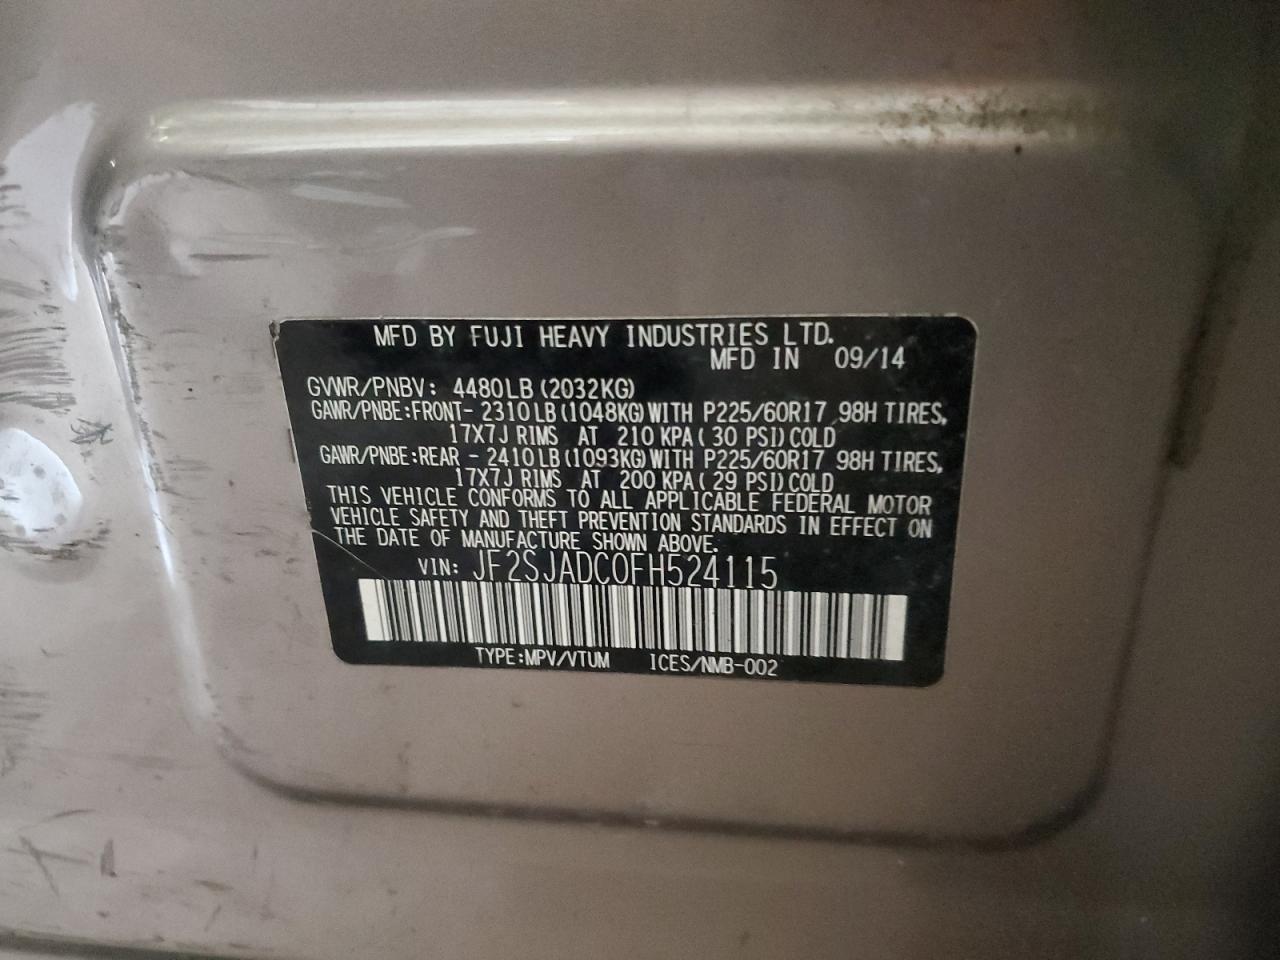 MFD BY FUJI HEAVY INDUSTRIES LTD.
MFD IN 09/14
GVWR/PNBV: 4480LB (2032KG)
GAWR/PNBE:FRONT- 2310LB (1048KG) WITH P225/60R17 98H TIRES,
17X7J RIMS AT 210 KPA ( 30 PSI) COLD
GAWR/PNBE:REAR - 2410LB (1093KG) WITH P225/60R17 98H TIRES,
17X7J RIMS AT 200 KPA ( 29 PSI) COLD
THIS VEHICLE CONFORMS TO ALL APPLICABLE FEDERAL MOTOR
VEHICLE SAFETY AND THEFT PREVENTION STANDARDS IN EFFECT ON
THE DATE OF MANUFACTURE SHOWN ABOVE.
VIN: JF2SJADC0FH524115
TYPE:MPV/VTUM ICES/NMB-002